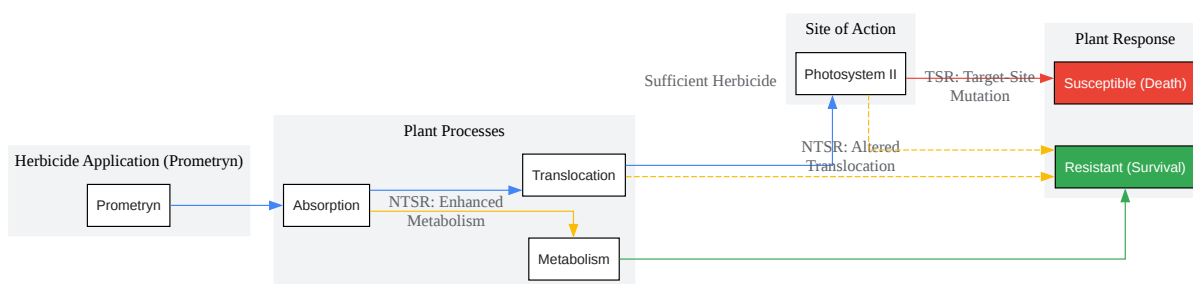 Site of Action
Plant Response
Photosystem II
Susceptible (Death)
Sufficient Herbicide
TSR: Target-Site
Mutation
Plant Processes
Herbicide Application (Prometryn)
NTSR: Altered
Translocation
Resistant (Survival)
Translocation
Prometryn
Absorption
NTSR: Enhanced
Metabolism
Metabolism